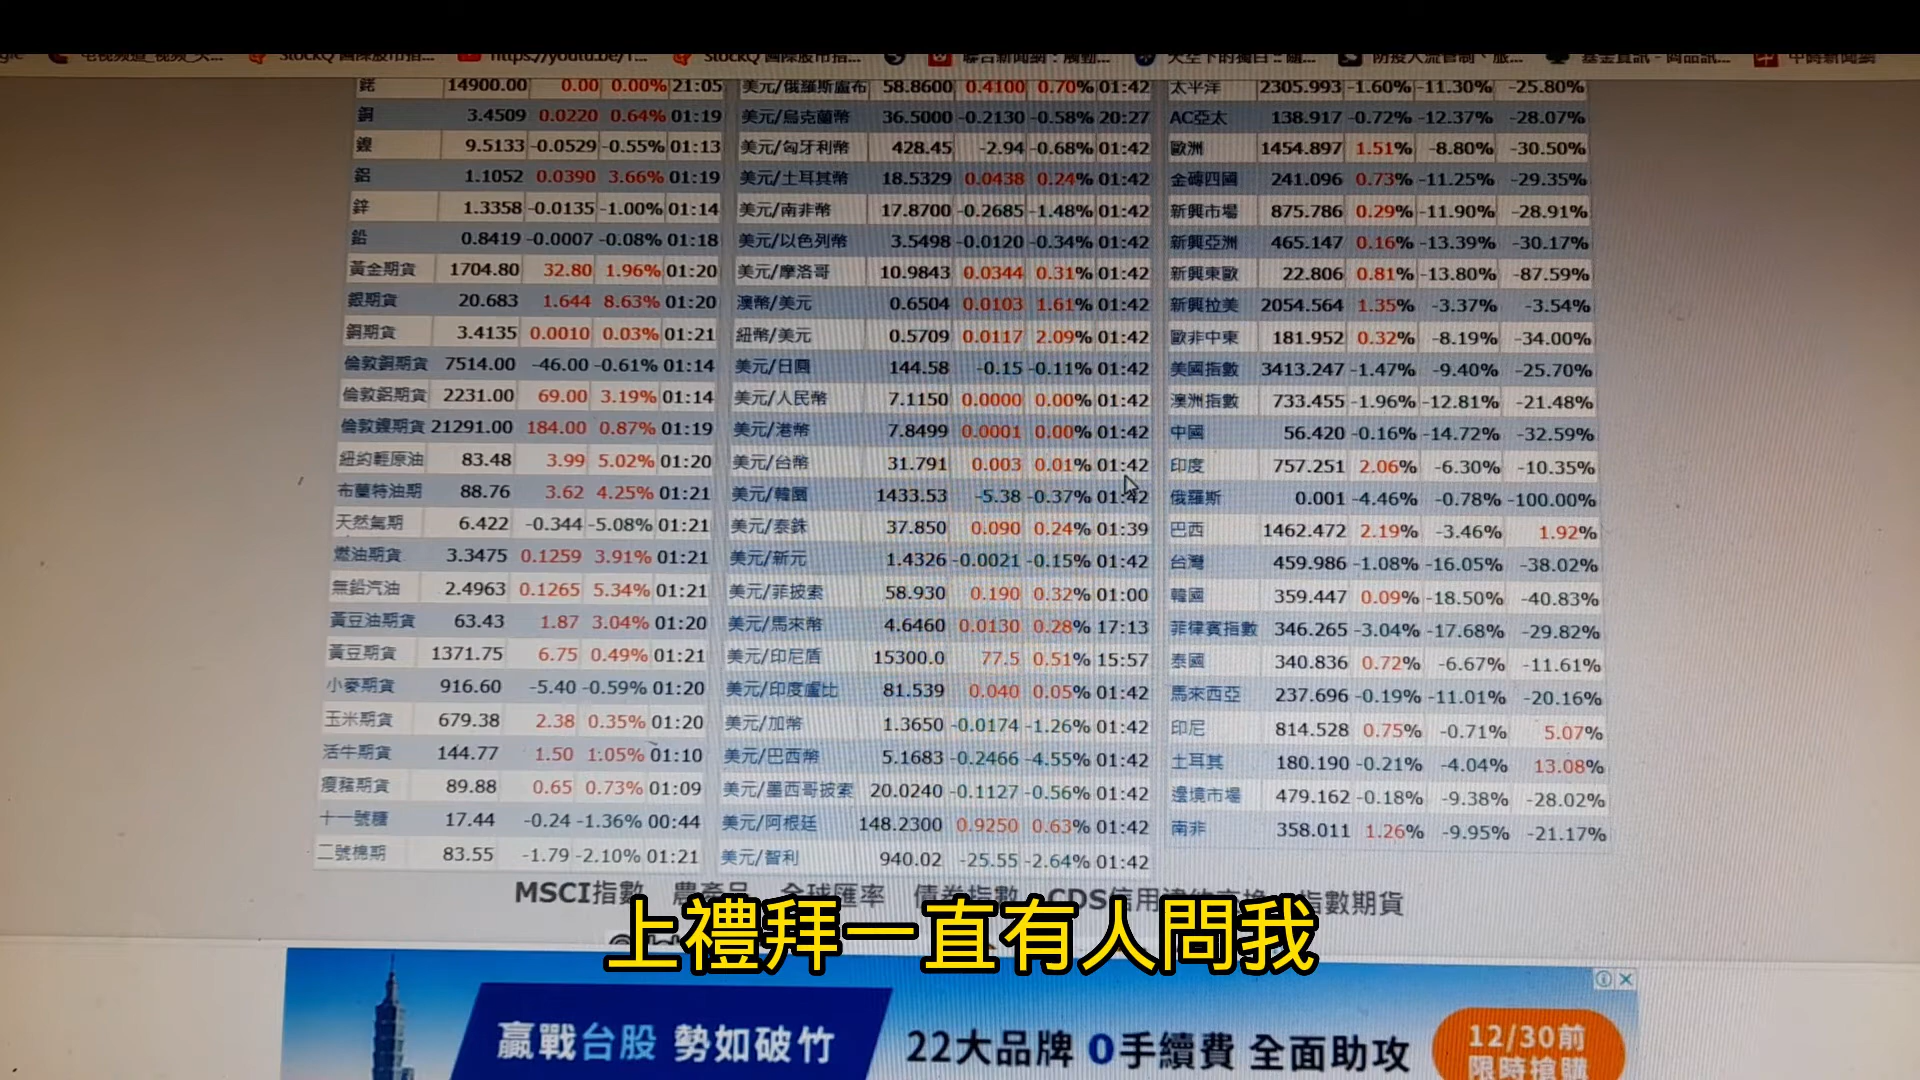 StockQ 國際股市指...
https://youtu.be/1...
StockQ 國際股市指...
銠 14900.00 0.00 0.00% 21:05 美元/俄羅斯盧布 58.8600 0.4100 0.70% 01:42 太平洋 2305.993 -1.60% -11.30% -25.80%
銅 3.4509 0.0220 0.64% 01:19 美元/烏克蘭幣 36.5000 -0.2130 -0.58% 20:27 AC亞太 138.917 -0.72% -12.37% -28.07%
鎳 9.5133 -0.0529 -0.55% 01:13 美元/匈牙利幣 428.45 -2.94 -0.68% 01:42 歐洲 1454.897 1.51% -8.80% -30.50%
鋁 1.1052 0.0390 3.66% 01:19 美元/土耳其幣 18.5329 0.0438 0.24% 01:42 金磚四國 241.096 0.73% -11.25% -29.35%
鋅 1.3358 -0.0135 -1.00% 01:14 美元/南非幣 17.8700 -0.2685 -1.48% 01:42 新興市場 875.786 0.29% -11.90% -28.91%
鉛 0.8419 -0.0007 -0.08% 01:18 美元/以色列幣 3.5498 -0.0120 -0.34% 01:42 新興亞洲 465.147 0.16% -13.39% -30.17%
黃金期貨 1704.80 32.80 1.96% 01:20 美元/摩洛哥 10.9843 0.0344 0.31% 01:42 新興東歐 22.806 0.81% -13.80% -87.59%
銀期貨 20.683 1.644 8.63% 01:20 澳幣/美元 0.6504 0.0103 1.61% 01:42 新興拉美 2054.564 1.35% -3.37% -3.54%
銅期貨 3.4135 0.0010 0.03% 01:21 紐幣/美元 0.5709 0.0117 2.09% 01:42 歐非中東 181.952 0.32% -8.19% -34.00%
倫敦銅期貨 7514.00 -46.00 -0.61% 01:14 美元/日圓 144.58 -0.15 -0.11% 01:42 美國指數 3413.247 -1.47% -9.40% -25.70%
倫敦鋁期貨 2231.00 69.00 3.19% 01:14 美元/人民幣 7.1150 0.0000 0.00% 01:42 澳洲指數 733.455 -1.96% -12.81% -21.48%
倫敦鎳期貨 21291.00 184.00 0.87% 01:19 美元/港幣 7.8499 0.0001 0.00% 01:42 中國 56.420 -0.16% -14.72% -32.59%
紐約輕原油 83.48 3.99 5.02% 01:20 美元/台幣 31.791 0.003 0.01% 01:42 印度 757.251 2.06% -6.30% -10.35%
布蘭特油期 88.76 3.62 4.25% 01:21 美元/韓圜 1433.53 -5.38 -0.37% 01:42 俄羅斯 0.001 -4.46% -0.78% -100.00%
天然氣期 6.422 -0.344 -5.08% 01:21 美元/泰銖 37.850 0.090 0.24% 01:39 巴西 1462.472 2.19% -3.46% 1.92%
燃油期貨 3.3475 0.1259 3.91% 01:21 美元/新元 1.4326 -0.0021 -0.15% 01:42 台灣 459.986 -1.08% -16.05% -38.02%
無鉛汽油 2.4963 0.1265 5.34% 01:21 美元/菲披索 58.930 0.190 0.32% 01:00 韓國 359.447 0.09% -18.50% -40.83%
黃豆油期貨 63.43 1.87 3.04% 01:20 美元/馬來幣 4.6460 0.0130 0.28% 17:13 菲律賓指數 346.265 -3.04% -17.68% -29.82%
黃豆期貨 1371.75 6.75 0.49% 01:21 美元/印尼盾 15300.0 77.5 0.51% 15:57 泰國 340.836 0.72% -6.67% -11.61%
小麥期貨 916.60 -5.40 -0.59% 01:20 美元/印度盧比 81.539 0.040 0.05% 01:42 馬來西亞 237.696 -0.19% -11.01% -20.16%
玉米期貨 679.38 2.38 0.35% 01:20 美元/加幣 1.3650 -0.0174 -1.26% 01:42 印尼 814.528 0.75% -0.71% 5.07%
活牛期貨 144.77 1.50 1.05% 01:10 美元/巴西幣 5.1683 -0.2466 -4.55% 01:42 土耳其 180.190 -0.21% -4.04% 13.08%
瘦豬期貨 89.88 0.65 0.73% 01:09 美元/墨西哥披索 20.0240 -0.1127 -0.56% 01:42 邊境市場 479.162 -0.18% -9.38% -28.02%
十一號糖 17.44 -0.24 -1.36% 00:44 美元/阿根廷 148.2300 0.9250 0.63% 01:42 南非 358.011 1.26% -9.95% -21.17%
二號棉期 83.55 -1.79 -2.10% 01:21 美元/智利 940.02 -25.55 -2.64% 01:42
MSCI指數 農產品 全球匯率 債券指數 CDS信用違約交換 指數期貨
上禮拜一直有人問我
贏戰台股 勢如破竹 22大品牌 0手續費 全面助攻 12/30前
限時搶購